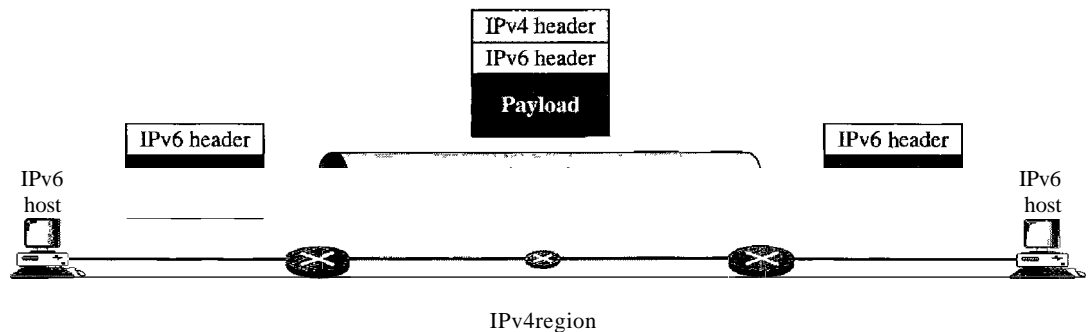 IPv4 header
IPv6 header
Payload
IPv6 header
IPv6 header
IPv6
host
IPv6
host
IPv4region